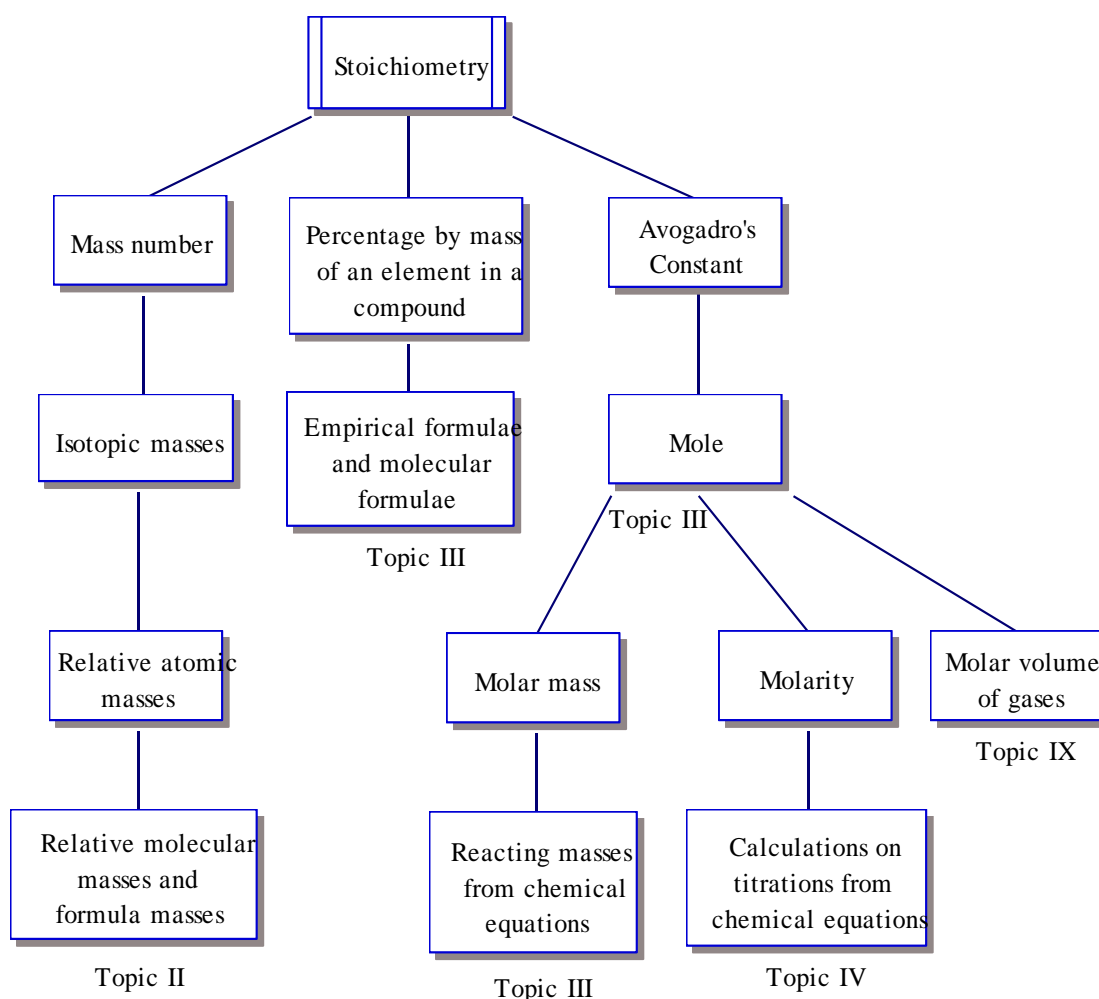 Stoichiometry
Mass number
Percentage by mass
of an element in a
compound
Avogadro's
Constant
Isotopic masses
Empirical formulae
and molecular
formulae
Topic III
Mole
Topic III
Relative atomic
masses
Molar mass
Molarity
Molar volume
of gases
Topic IX
Relative molecular
masses and
formula masses
Topic II
Reacting masses
from chemical
equations
Topic III
Calculations on
titrations from
chemical equations
Topic IV